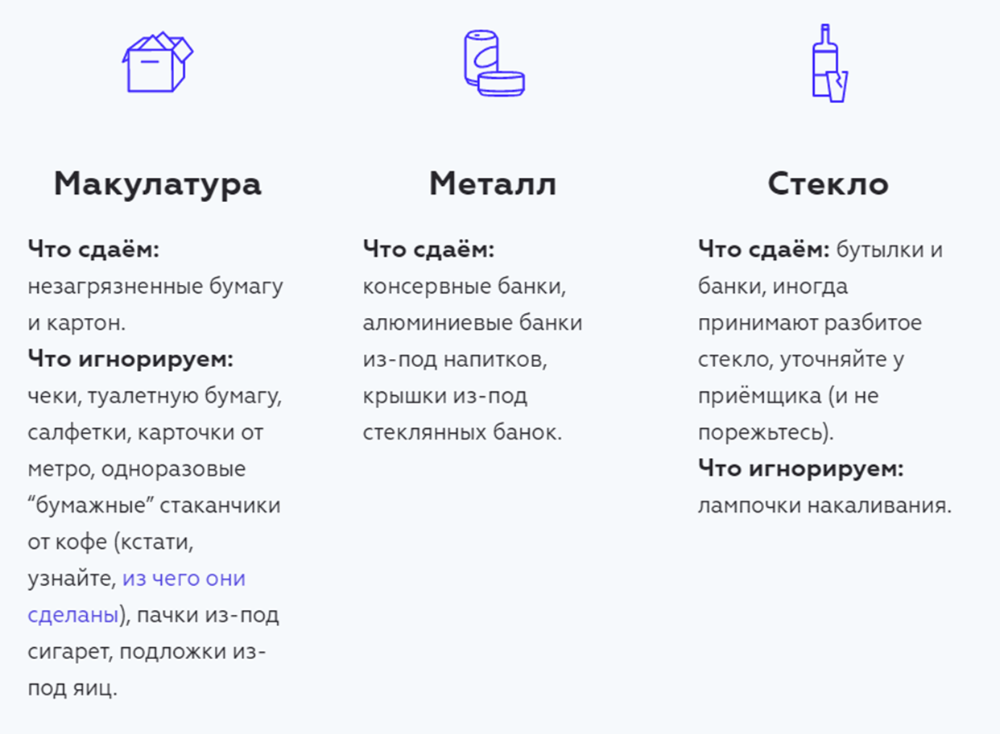 Макулатура
Что сдаём:
незагрязненные бумагу
и картон.
Что игнорируем:
чеки, туалетную бумагу,
салфетки, карточки от
метро, одноразовые
“бумажные” стаканчики
от кофе (кстати,
узнайте, из чего они
сделаны), пачки из-под
сигарет, подложки из-
под яиц.
Металл
Что сдаём:
консервные банки,
алюминиевые банки
из-под напитков,
крышки из-под
стеклянных банок.
Стекло
Что сдаём: бутылки и
банки, иногда
принимают разбитое
стекло, уточняйте у
приёмщика (и не
порежьтесь).
Что игнорируем:
лампочки накаливания.